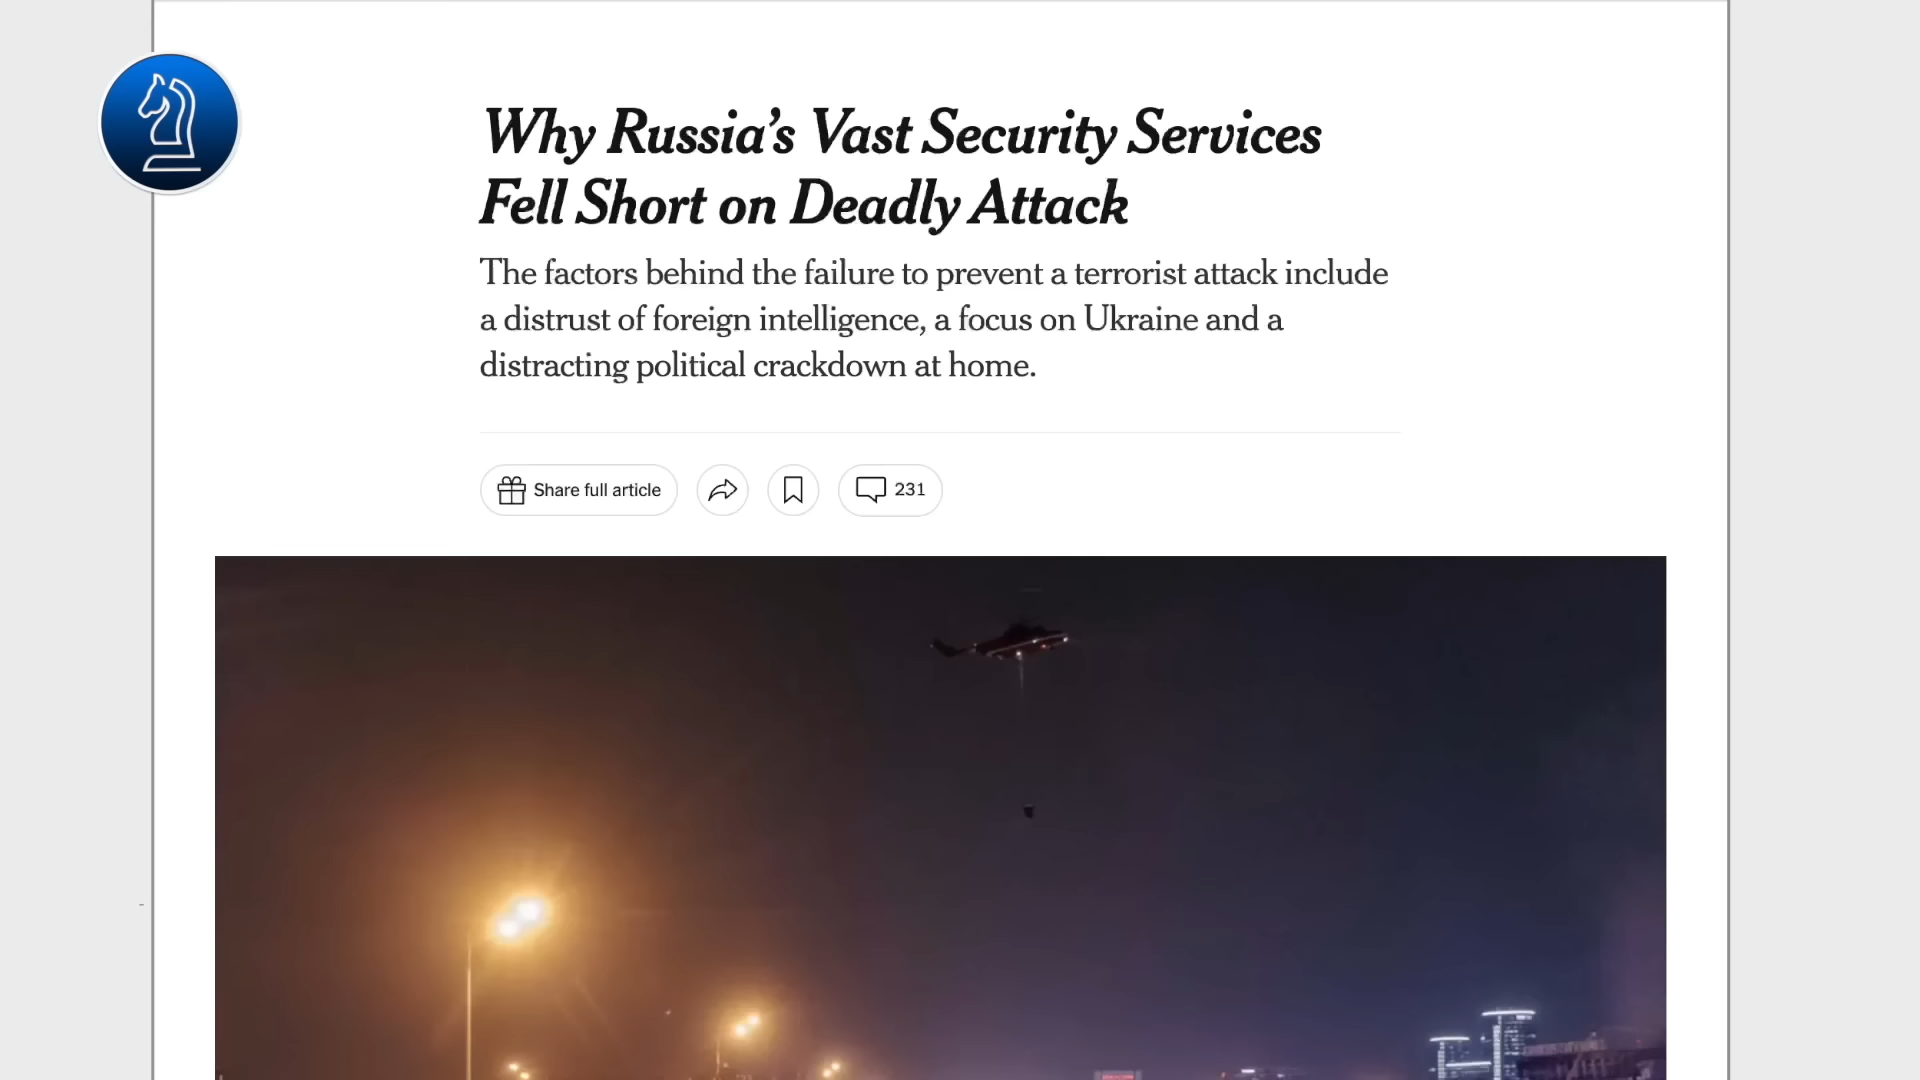 Why Russia’s Vast Security Services
Fell Short on Deadly Attack
The factors behind the failure to prevent a terrorist attack include
a distrust of foreign intelligence, a focus on Ukraine and a
distracting political crackdown at home.
Share full article
231